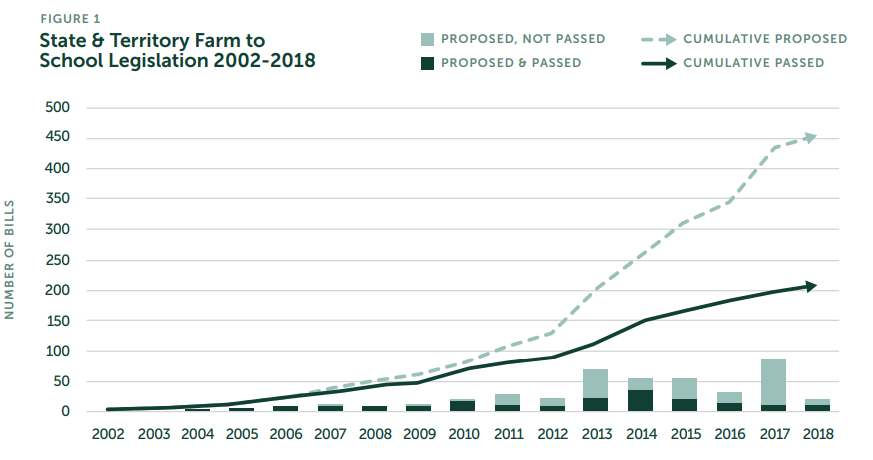 FIGURE 1
State & Territory Farm to
School Legislation 2002-2018
PROPOSED, NOT PASSED
CUMULATIVE PROPOSED
PROPOSED & PASSED
CUMULATIVE PASSED
NUMBER OF BILLS
500
450
400
350
300
250
200
150
100
50
0
2002 2003 2004 2005 2006 2007 2008 2009 2010 2011 2012 2013 2014 2015 2016 2017 2018